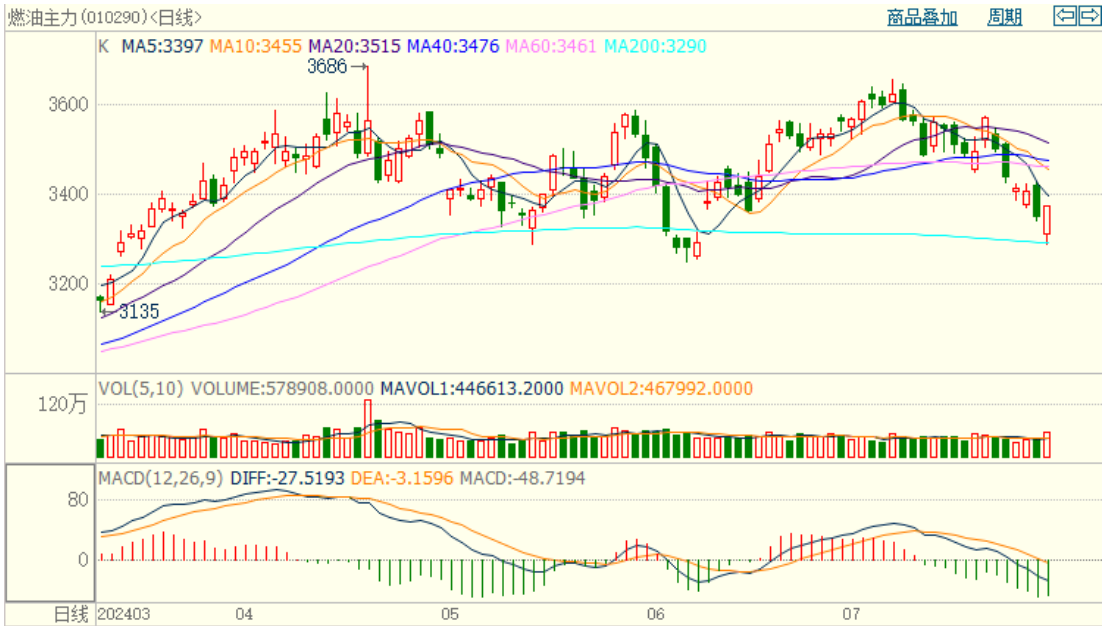 燃油主力(010290)<日线> 商品叠加 周期
K MA5:3397 MA10:3455 MA20:3515 MA40:3476 MA60:3461 MA200:3290
3686
3600
3400
3200
3135
VOL(5,10) VOLUME:578908.0000 MAVOL1:446613.2000 MAVOL2:467992.0000
120万
MACD(12,26,9) DIFF:-27.5193 DEA:-3.1596 MACD:-48.7194
80
0
日线 202403 04 05 06 07